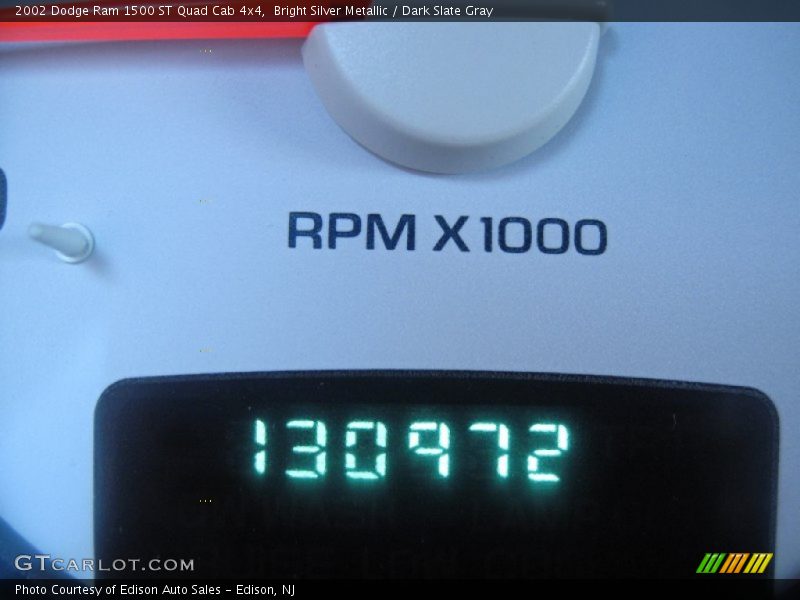 2002 Dodge Ram 1500 ST Quad Cab 4x4,  Bright Silver Metallic / Dark Slate Gray
RPM X1000
130972
GTCARLOT.COM
Photo Courtesy of Edison Auto Sales - Edison, NJ